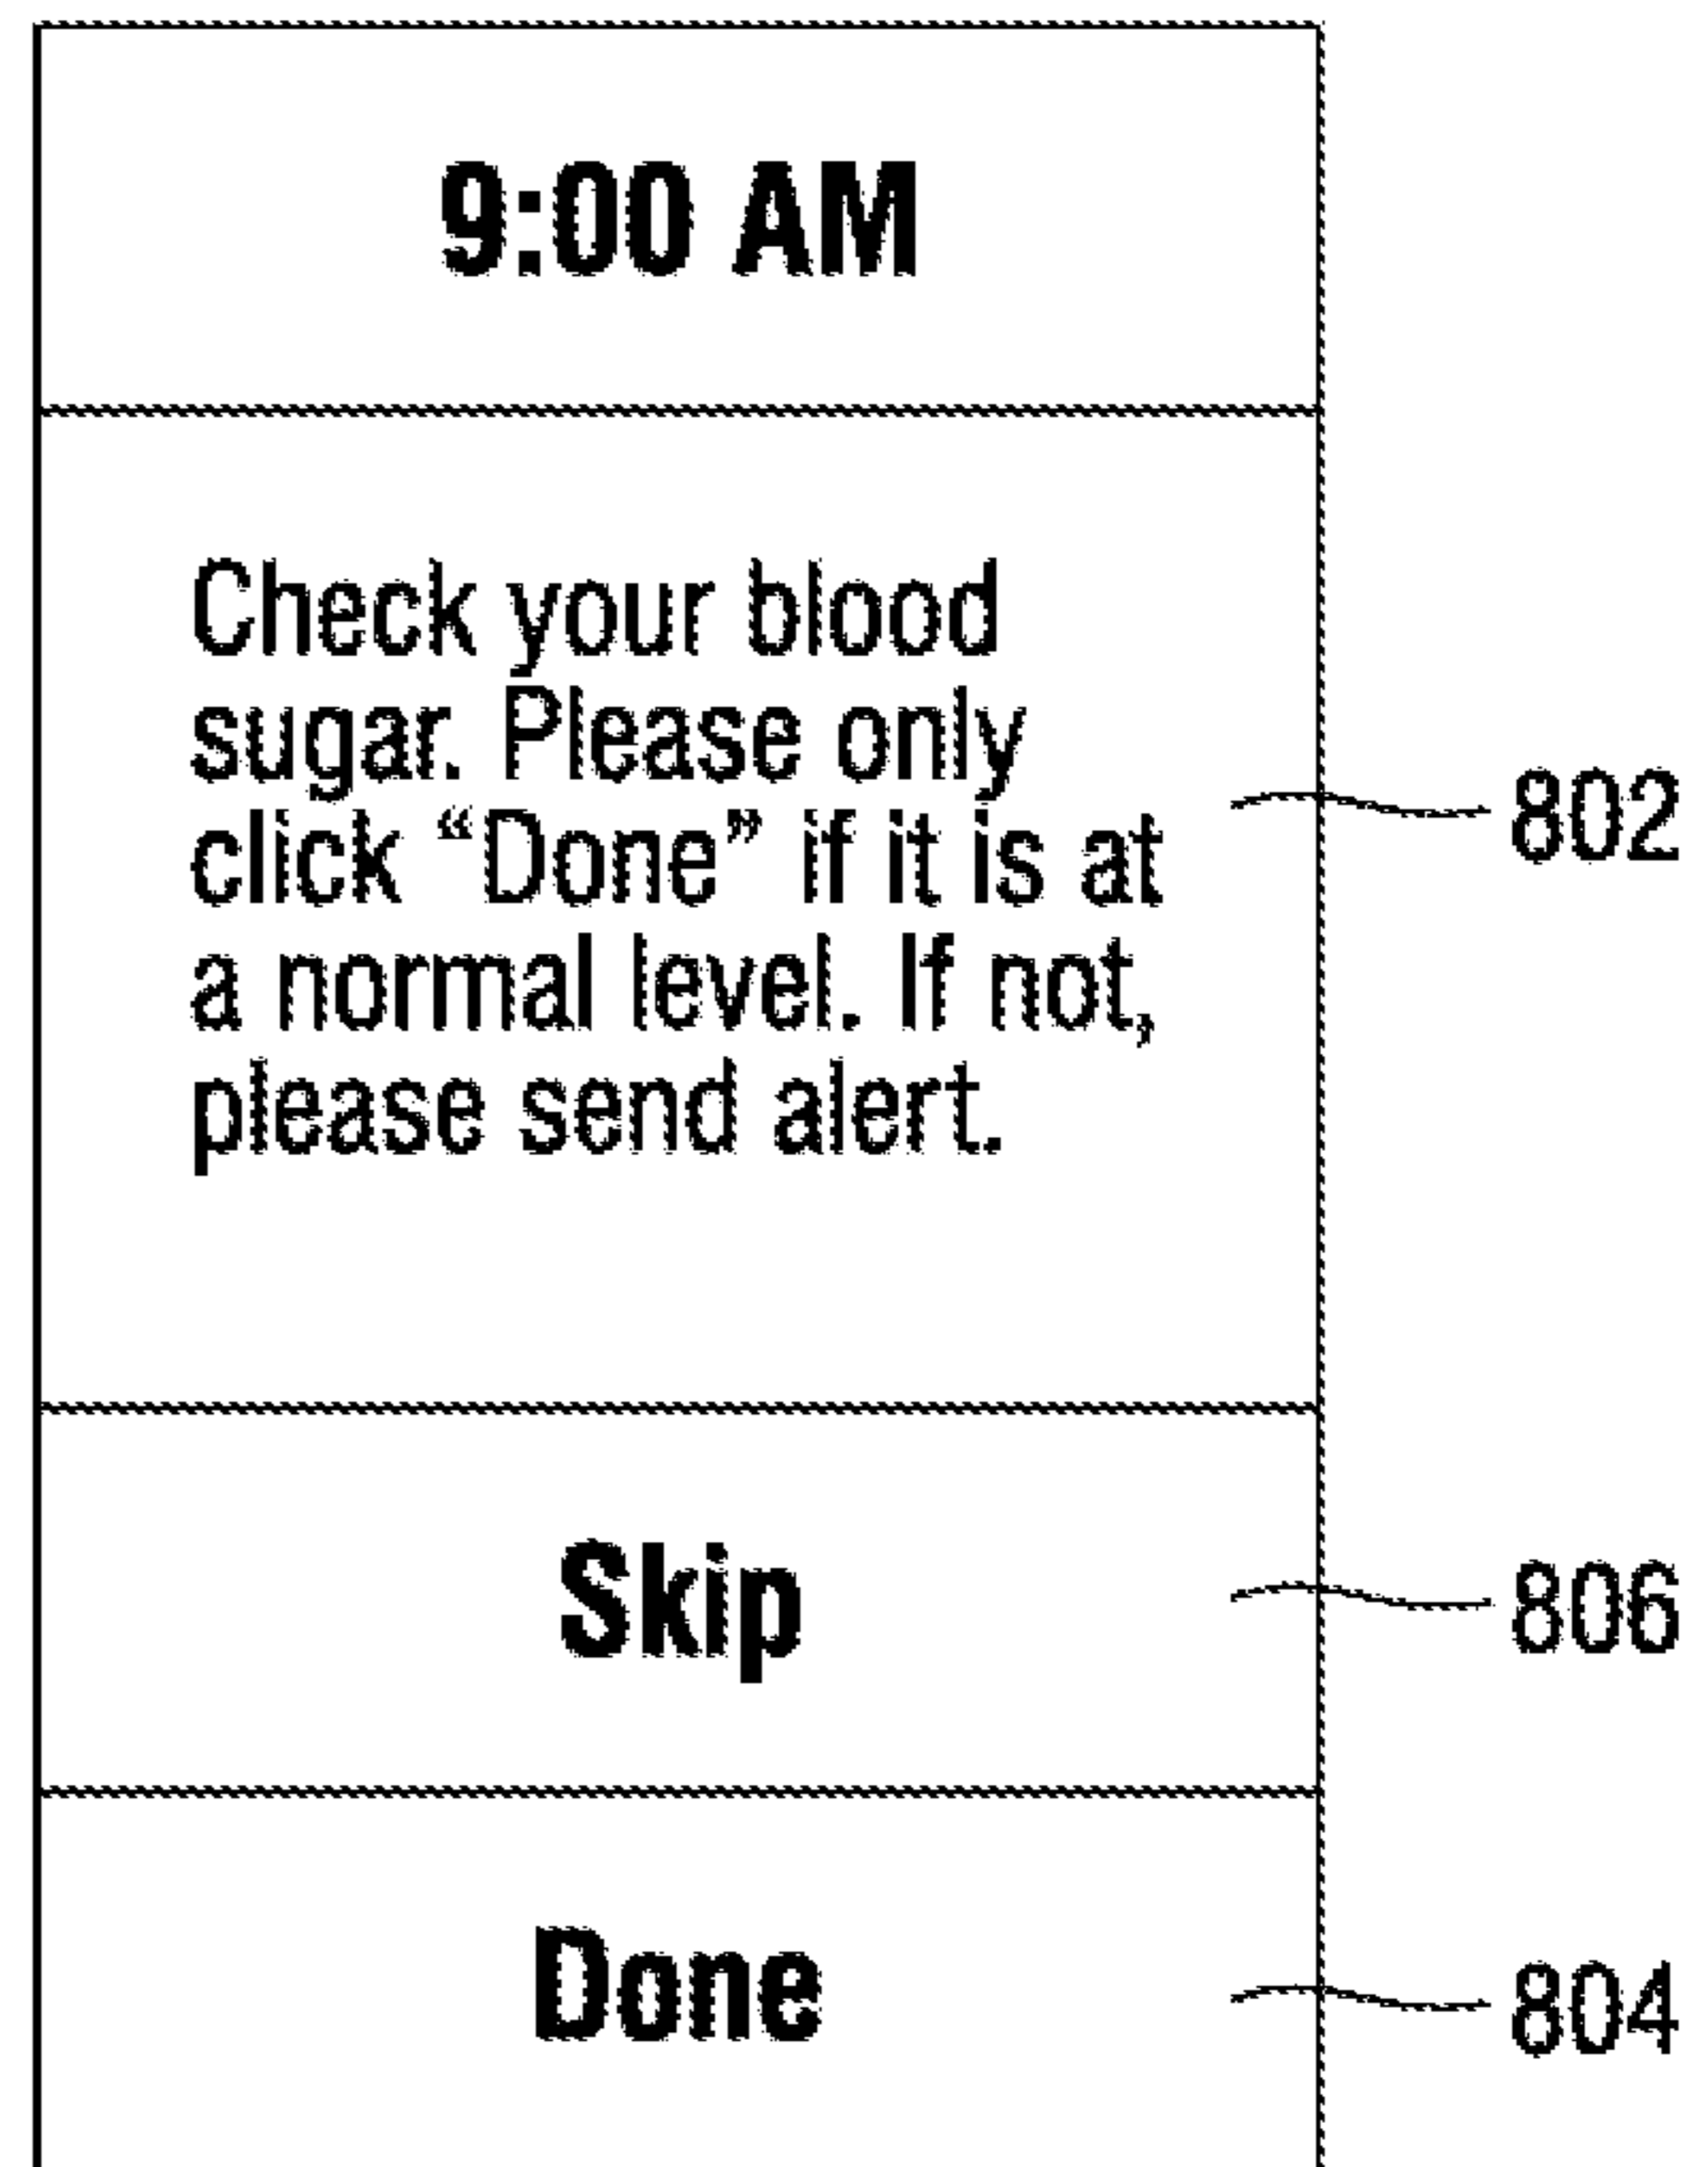 9:00 AM
Check your blood
sugar. Please only
click “Done” if it is at
a normal level. If not,
please send alert.
802
Skip
806
Done
804